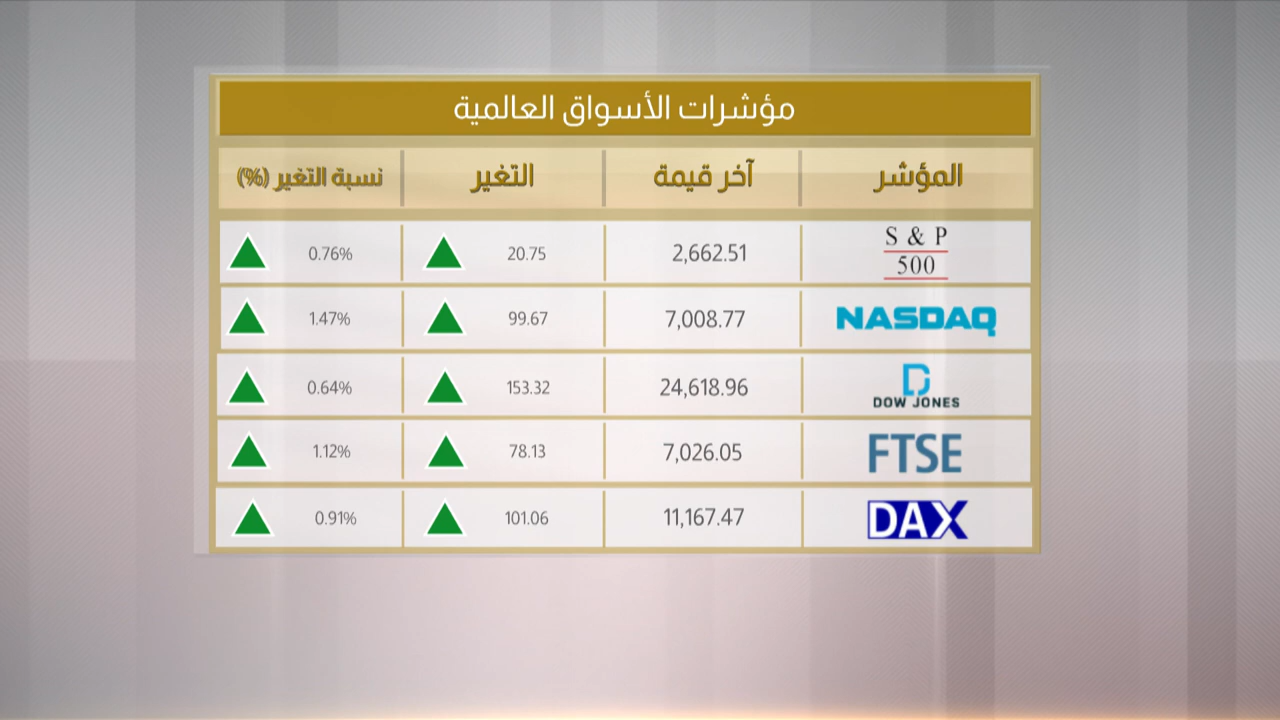 مؤشرات الأسواق العالمية
المؤشر آخر قيمة التغير نسبة التغير (%)
S & P
500 2,662.51 20.75 0.76%
NASDAQ 7,008.77 99.67 1.47%
DOW JONES 24,618.96 153.32 0.64%
FTSE 7,026.05 78.13 1.12%
DAX 11,167.47 101.06 0.91%